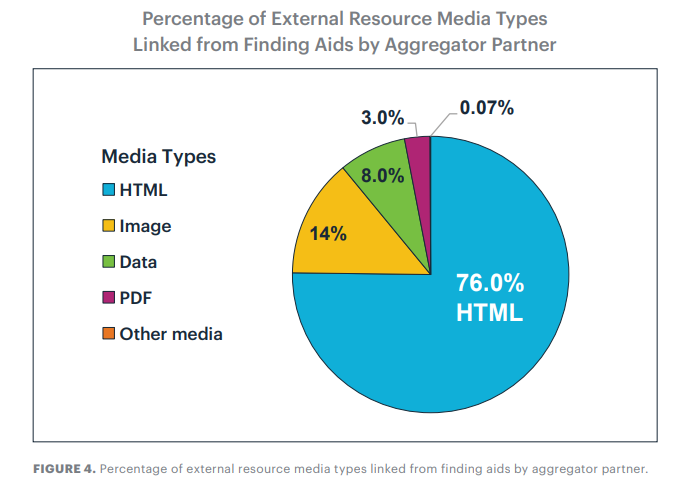 Percentage of External Resource Media Types
Linked from Finding Aids by Aggregator Partner
3.0%
0.07%
Media Types
HTML
Image
Data
PDF
Other media
8.0%
14%
76.0%
HTML
FIGURE 4. Percentage of external resource media types linked from finding aids by aggregator partner.